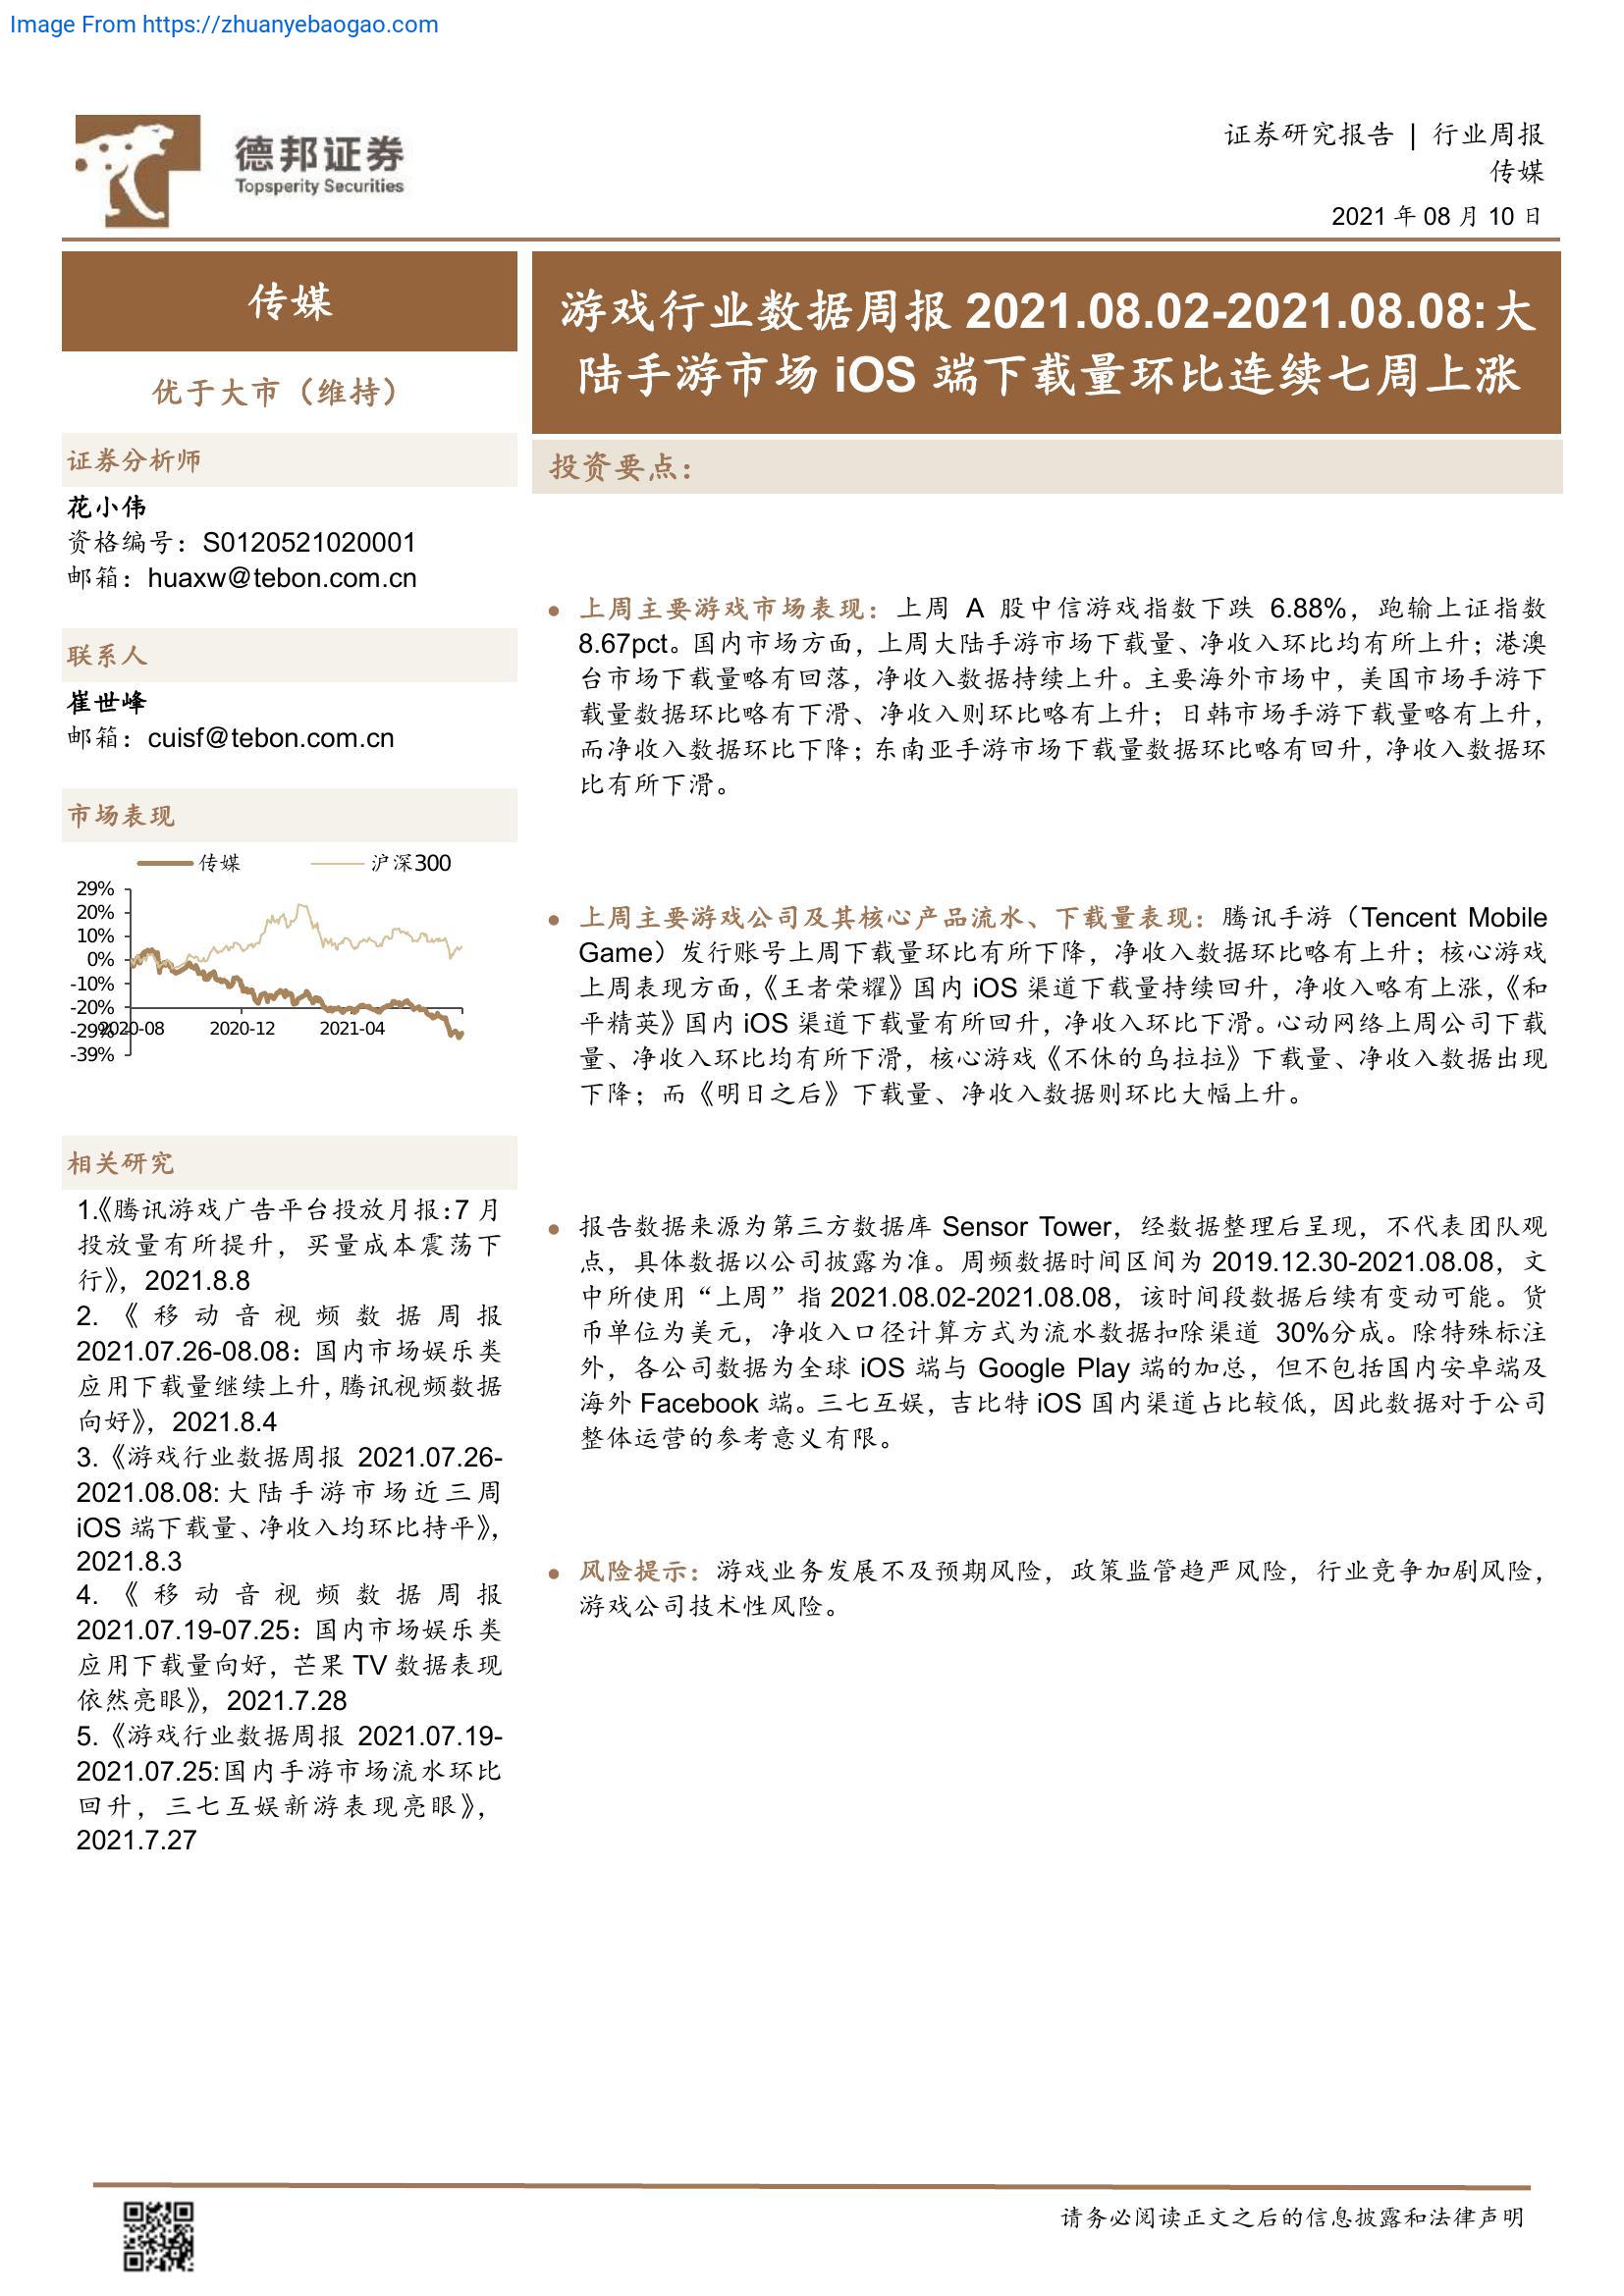 Image From https://zhuanyebaogao.com
德邦证券
Topsperity Securities
证券研究报告 | 行业周报
传媒
2021 年 08 月 10 日
传媒
优于大市（维持）
证券分析师
花小伟
资格编号：S0120521020001
邮箱：huaxw@tebon.com.cn
联系人
崔世峰
邮箱：cuisf@tebon.com.cn
市场表现
传媒 沪深300
29%
20%
10%
0%
-10%
-20%
-29%
-39%
2020-08 2020-12 2021-04
相关研究
1.《腾讯游戏广告平台投放月报：7 月
投放量有所提升，买量成本震荡下
行》，2021.8.8
2.《移动音视频数据周报
2021.07.26-08.08：国内市场娱乐类
应用下载量继续上升，腾讯视频数据
向好》，2021.8.4
3.《游戏行业数据周报 2021.07.26-
2021.08.08:大陆手游市场近三周
iOS 端下载量、净收入均环比持平》，
2021.8.3
4.《移动音视频数据周报
2021.07.19-07.25：国内市场娱乐类
应用下载量向好，芒果 TV 数据表现
依然亮眼》，2021.7.28
5.《游戏行业数据周报 2021.07.19-
2021.07.25:国内手游市场流水环比
回升，三七互娱新游表现亮眼》，
2021.7.27
游戏行业数据周报 2021.08.02-2021.08.08:大
陆手游市场 iOS 端下载量环比连续七周上涨
投资要点：
● 上周主要游戏市场表现：上周 A 股中信游戏指数下跌 6.88%，跑输上证指数
8.67pct。国内市场方面，上周大陆手游市场下载量、净收入环比均有所上升；港澳
台市场下载量略有回落，净收入数据持续上升。主要海外市场中，美国市场手游下
载量数据环比略有下滑、净收入则环比略有上升；日韩市场手游下载量略有上升，
而净收入数据环比下降；东南亚手游市场下载量数据环比略有回升，净收入数据环
比有所下滑。
● 上周主要游戏公司及其核心产品流水、下载量表现：腾讯手游（Tencent Mobile
Game）发行账号上周下载量环比有所下降，净收入数据环比略有上升；核心游戏
上周表现方面，《王者荣耀》国内 iOS 渠道下载量持续回升，净收入略有上涨，《和
平精英》国内 iOS 渠道下载量有所回升，净收入环比下滑。心动网络上周公司下载
量、净收入环比均有所下滑，核心游戏《不休的乌拉拉》下载量、净收入数据出现
下降；而《明日之后》下载量、净收入数据则环比大幅上升。
● 报告数据来源为第三方数据库 Sensor Tower，经数据整理后呈现，不代表团队观
点，具体数据以公司披露为准。周频数据时间区间为 2019.12.30-2021.08.08，文
中所使用“上周”指 2021.08.02-2021.08.08，该时间段数据后续有变动可能。货
币单位为美元，净收入口径计算方式为流水数据扣除渠道 30%分成。除特殊标注
外，各公司数据为全球 iOS 端与 Google Play 端的加总，但不包括国内安卓端及
海外 Facebook 端。三七互娱，吉比特 iOS 国内渠道占比较低，因此数据对于公司
整体运营的参考意义有限。
● 风险提示：游戏业务发展不及预期风险，政策监管趋严风险，行业竞争加剧风险，
游戏公司技术性风险。
请务必阅读正文之后的信息披露和法律声明